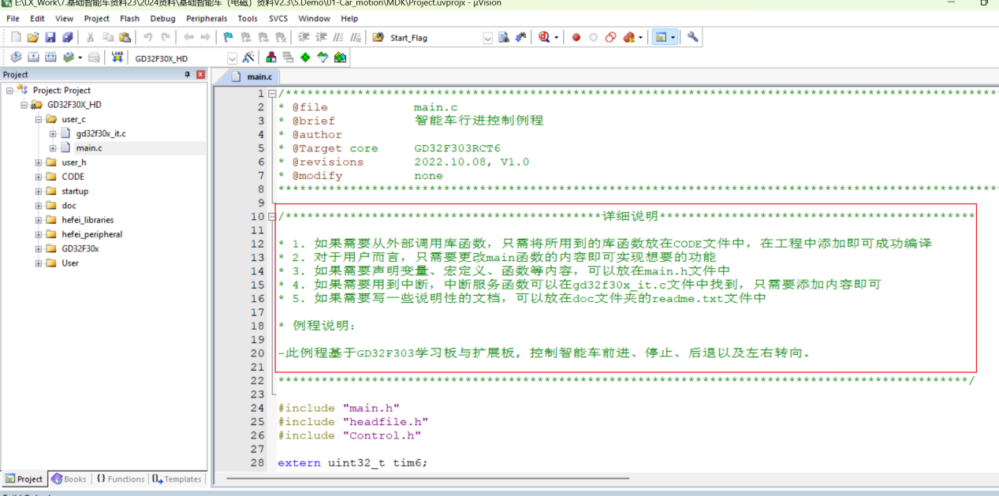 E:\LX_Work\7.基础智能车资料23\2024资料\基础智能车（电磁）资料V2.3\5.Demo\01-Car_motion\MDK\Project.uvprojx - µVision
File Edit View Project Flash Debug Peripherals Tools SVCS Window Help
Start_Flag
LOAD GD32F30X_HD
Project
main.c
Project: Project
GD32F30X_HD
user_c
gd32f30x_it.c
main.c
user_h
CODE
startup
doc
hefei_libraries
hefei_peripheral
GD32F30x
User
Project Books Functions Templates
1 /****************************************************************************************************
2 * @file main.c
3 * @brief 智能车行进控制例程
4 * @author
5 * @Target core GD32F303RCT6
6 * @revisions 2022.10.08, V1.0
7 * @modify none
8 ****************************************************************************************************
9
10 /********************************************详细说明********************************************
11
12 * 1. 如果需要从外部调用库函数，只需将所用到的库函数放在CODE文件中，在工程中添加即可成功编译
13 * 2. 对于用户而言，只需要更改main函数的内容即可实现想要的功能
14 * 3. 如果需要声明变量、宏定义、函数等内容，可以放在main.h文件中
15 * 4. 如果需要用到中断，中断服务函数可以在gd32f30x_it.c文件中找到，只需要添加内容即可
16 * 5. 如果需要写一些说明性的文档，可以放在doc文件夹的readme.txt文件中
17
18 * 例程说明：
19
20 -此例程基于GD32F303学习板与扩展板, 控制智能车前进、停止、后退以及左右转向。
21
22 ************************************************************************************************/
23
24 #include "main.h"
25 #include "headfile.h"
26 #include "Control.h"
27
28 extern uint32_t tim6;